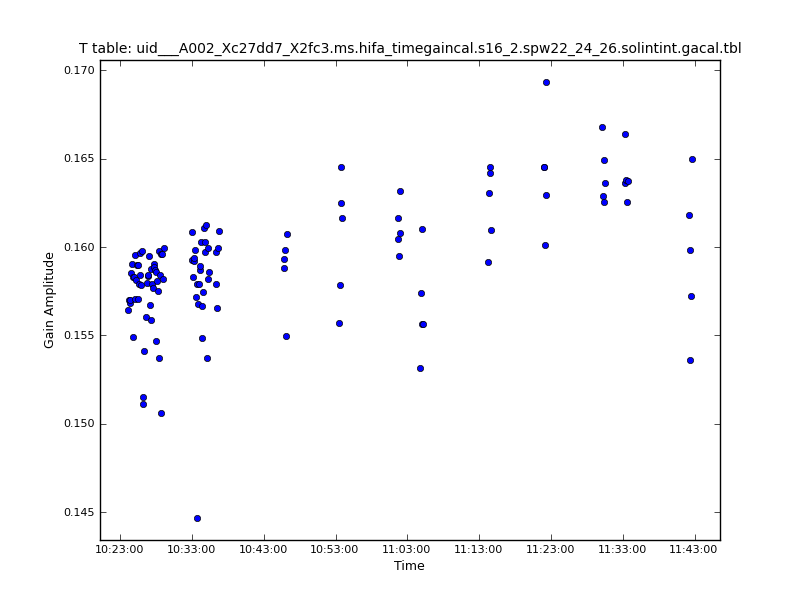 T table: uid___A002_Xc27dd7_X2fc3.ms.hifa_timegaincal.s16_2.spw22_24_26.solintint.gacal.tbl
0.170
0.165
0.160
0.155
0.150
0.145
Gain Amplitude
10:23:00 10:33:00 10:43:00 10:53:00 11:03:00 11:13:00 11:23:00 11:33:00 11:43:00
Time